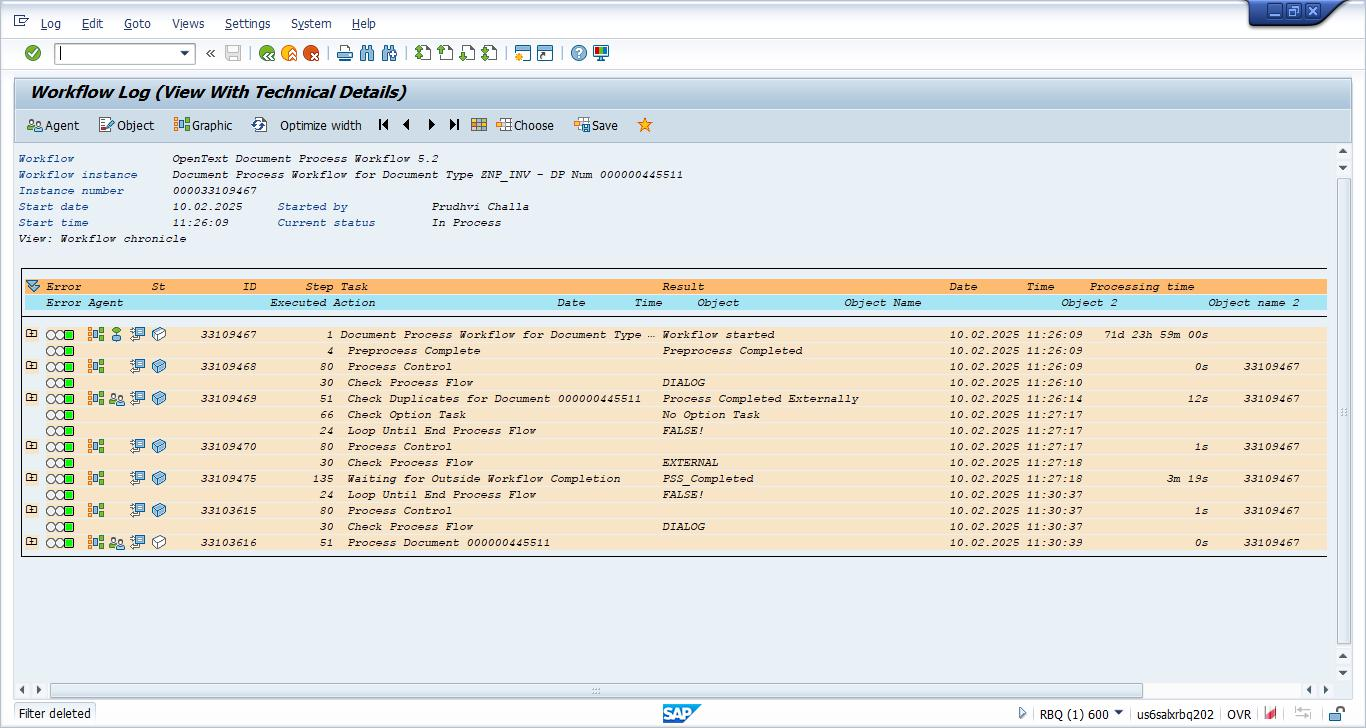 Log Edit Goto Views Settings System Help
Workflow Log (View With Technical Details)
Agent Object Graphic Optimize width Choose Save
Workflow OpenText Document Process Workflow 5.2
Workflow instance Document Process Workflow for Document Type ZNP_INV - DP Num 000000445511
Instance number 000033109467
Start date 10.02.2025 Started by Prudhvi Challa
Start time 11:26:09 Current status In Process
View: Workflow chronicle
Error St ID Step Task Result Date Time Processing time
Error Agent Executed Action Date Time Object Object Name Object 2 Object name 2
33109467 1 Document Process Workflow for Document Type … Workflow started 10.02.2025 11:26:09 71d 23h 59m 00s
4 Preprocess Complete Preprocess Completed 10.02.2025 11:26:09
33109468 80 Process Control 10.02.2025 11:26:09 0s 33109467
30 Check Process Flow DIALOG 10.02.2025 11:26:10
33109469 51 Check Duplicates for Document 000000445511 Process Completed Externally 10.02.2025 11:26:14 12s 33109467
66 Check Option Task No Option Task 10.02.2025 11:27:17
24 Loop Until End Process Flow FALSE! 10.02.2025 11:27:17
33109470 80 Process Control 10.02.2025 11:27:17 1s 33109467
30 Check Process Flow EXTERNAL 10.02.2025 11:27:18
33109475 135 Waiting for Outside Workflow Completion PSS_Completed 10.02.2025 11:27:18 3m 19s 33109467
24 Loop Until End Process Flow FALSE! 10.02.2025 11:30:37
33103615 80 Process Control 10.02.2025 11:30:37 1s 33109467
30 Check Process Flow DIALOG 10.02.2025 11:30:37
33103616 51 Process Document 000000445511 10.02.2025 11:30:39 0s 33109467
Filter deleted SAP RBQ (1) 600 us6salxrbq202 OVR